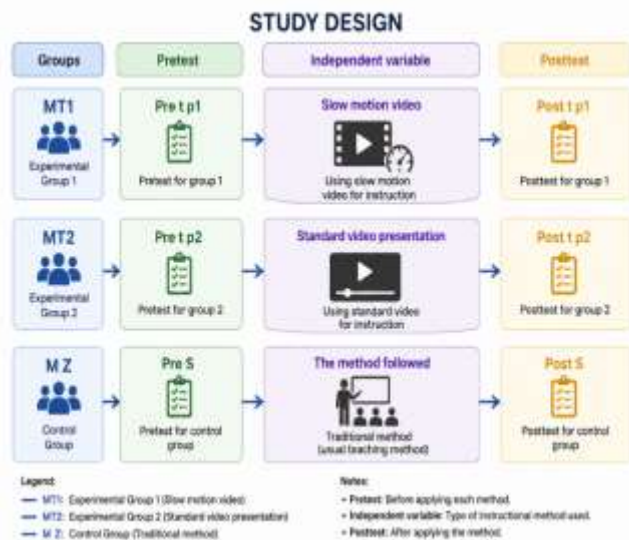 STUDY DESIGN
Groups
Pretest
Independent variable
Posttest
MT1
Experimental
Group 1
Pre t p1
Pretest for group 1
Slow motion video
Using slow motion
video for instruction
Post t p1
Posttest for group 1
MT2
Experimental
Group 2
Pre t p2
Pretest for group 2
Standard video presentation
Using standard video
for instruction
Post t p2
Posttest for group 2
M Z
Control
Group
Pre S
Pretest for control
group
The method followed
Traditional method
(usual teaching method)
Post S
Posttest for control
group
Legend:
MT1: Experimental Group 1 (Slow motion video)
MT2: Experimental Group 2 (Standard video presentation)
M Z: Control Group (Traditional method)
Notes:
• Pretest: Before applying each method.
• Independent variable: Type of instructional method used.
• Posttest: After applying the method.